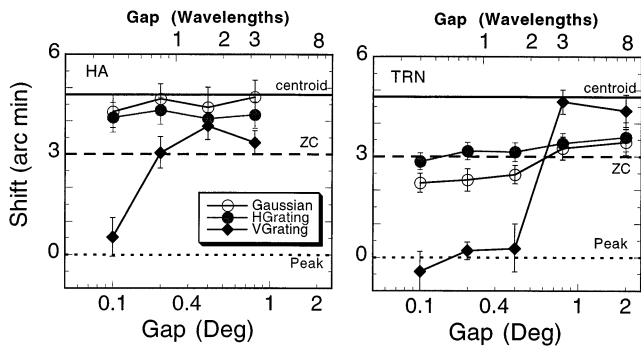 Gap (Wavelengths)
1 2 3 8
6
HA
centroid
ZC
3
Shift (arc min)
Gaussian
HGrating
VGrating
0
Peak
0.1 0.4 1 2
Gap (Deg)
Gap (Wavelengths)
1 2 3 8
6
TRN
centroid
3
ZC
Peak
0
0.1 0.4 1 2
Gap (Deg)